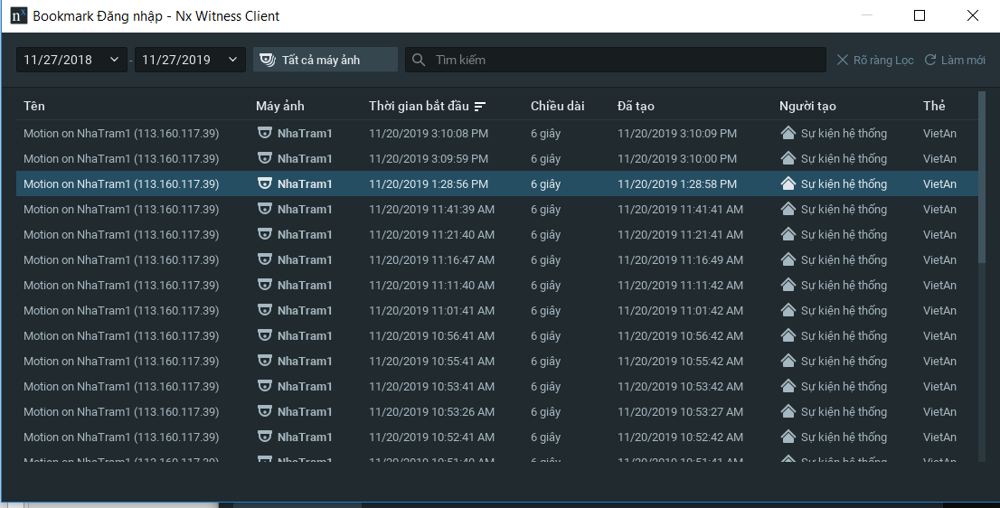 nx Bookmark Đăng nhập - Nx Witness Client
11/27/2018 - 11/27/2019 Tất cả máy ảnh Tìm kiếm Rõ ràng Lọc Làm mới
Tên Máy ảnh Thời gian bắt đầu Chiều dài Đã tạo Người tạo Thẻ
Motion on NhaTram1 (113.160.117.39) NhaTram1 11/20/2019 3:10:08 PM 6 giây 11/20/2019 3:10:09 PM Sự kiện hệ thống VietAn
Motion on NhaTram1 (113.160.117.39) NhaTram1 11/20/2019 3:09:59 PM 6 giây 11/20/2019 3:10:00 PM Sự kiện hệ thống VietAn
Motion on NhaTram1 (113.160.117.39) NhaTram1 11/20/2019 1:28:56 PM 6 giây 11/20/2019 1:28:58 PM Sự kiện hệ thống VietAn
Motion on NhaTram1 (113.160.117.39) NhaTram1 11/20/2019 11:41:39 AM 6 giây 11/20/2019 11:41:41 AM Sự kiện hệ thống VietAn
Motion on NhaTram1 (113.160.117.39) NhaTram1 11/20/2019 11:21:40 AM 6 giây 11/20/2019 11:21:41 AM Sự kiện hệ thống VietAn
Motion on NhaTram1 (113.160.117.39) NhaTram1 11/20/2019 11:16:47 AM 6 giây 11/20/2019 11:16:49 AM Sự kiện hệ thống VietAn
Motion on NhaTram1 (113.160.117.39) NhaTram1 11/20/2019 11:11:40 AM 6 giây 11/20/2019 11:11:42 AM Sự kiện hệ thống VietAn
Motion on NhaTram1 (113.160.117.39) NhaTram1 11/20/2019 11:01:41 AM 6 giây 11/20/2019 11:01:42 AM Sự kiện hệ thống VietAn
Motion on NhaTram1 (113.160.117.39) NhaTram1 11/20/2019 10:56:41 AM 6 giây 11/20/2019 10:56:42 AM Sự kiện hệ thống VietAn
Motion on NhaTram1 (113.160.117.39) NhaTram1 11/20/2019 10:55:41 AM 6 giây 11/20/2019 10:55:42 AM Sự kiện hệ thống VietAn
Motion on NhaTram1 (113.160.117.39) NhaTram1 11/20/2019 10:53:41 AM 6 giây 11/20/2019 10:53:42 AM Sự kiện hệ thống VietAn
Motion on NhaTram1 (113.160.117.39) NhaTram1 11/20/2019 10:53:26 AM 6 giây 11/20/2019 10:53:27 AM Sự kiện hệ thống VietAn
Motion on NhaTram1 (113.160.117.39) NhaTram1 11/20/2019 10:52:41 AM 6 giây 11/20/2019 10:52:42 AM Sự kiện hệ thống VietAn
Motion on NhaTram1 (113.160.117.39) NhaTram1 6 giây Sự kiện hệ thống VietAn